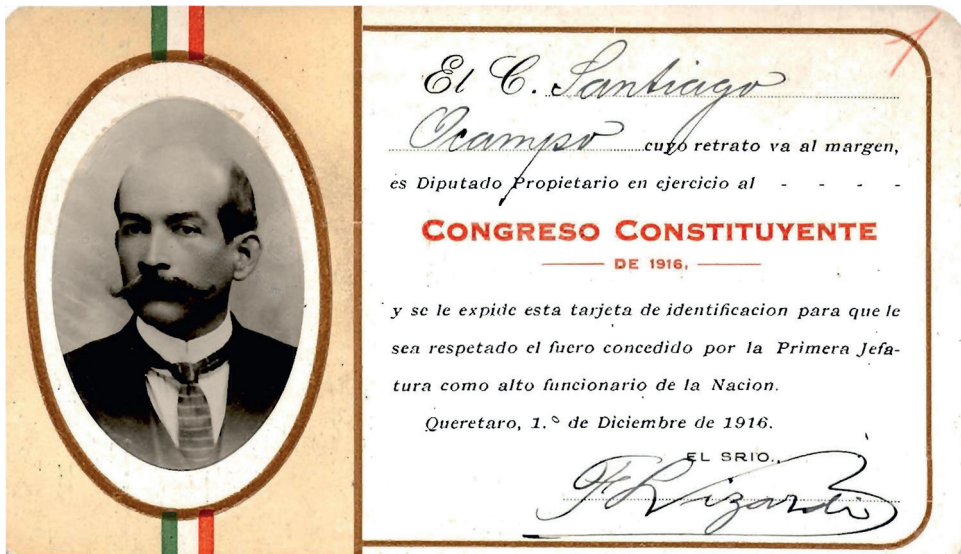 El C. Santiago
Ocampo cuyo retrato va al margen,
es Diputado Propietario en ejercicio al - - - -
CONGRESO CONSTITUYENTE
DE 1916,
y se le expide esta tarjeta de identificacion para que le
sea respetado el fuero concedido por la Primera Jefa-
tura como alto funcionario de la Nacion.
Queretaro, 1.º de Diciembre de 1916.
EL SRIO.,
F Lizardi